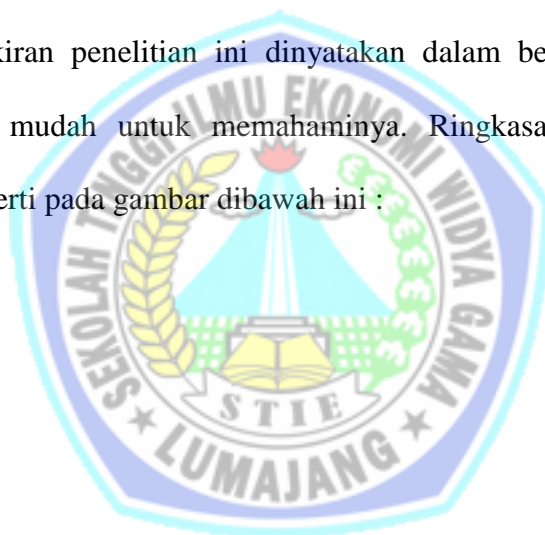 kiran penelitian ini dinyatakan dalam be
mudah untuk memahaminya. Ringkasa
erti pada gambar dibawah ini :
SEKOLAH TINGGI ILMU EKONOMI WIDYA GAMA
STIE
LUMAJANG